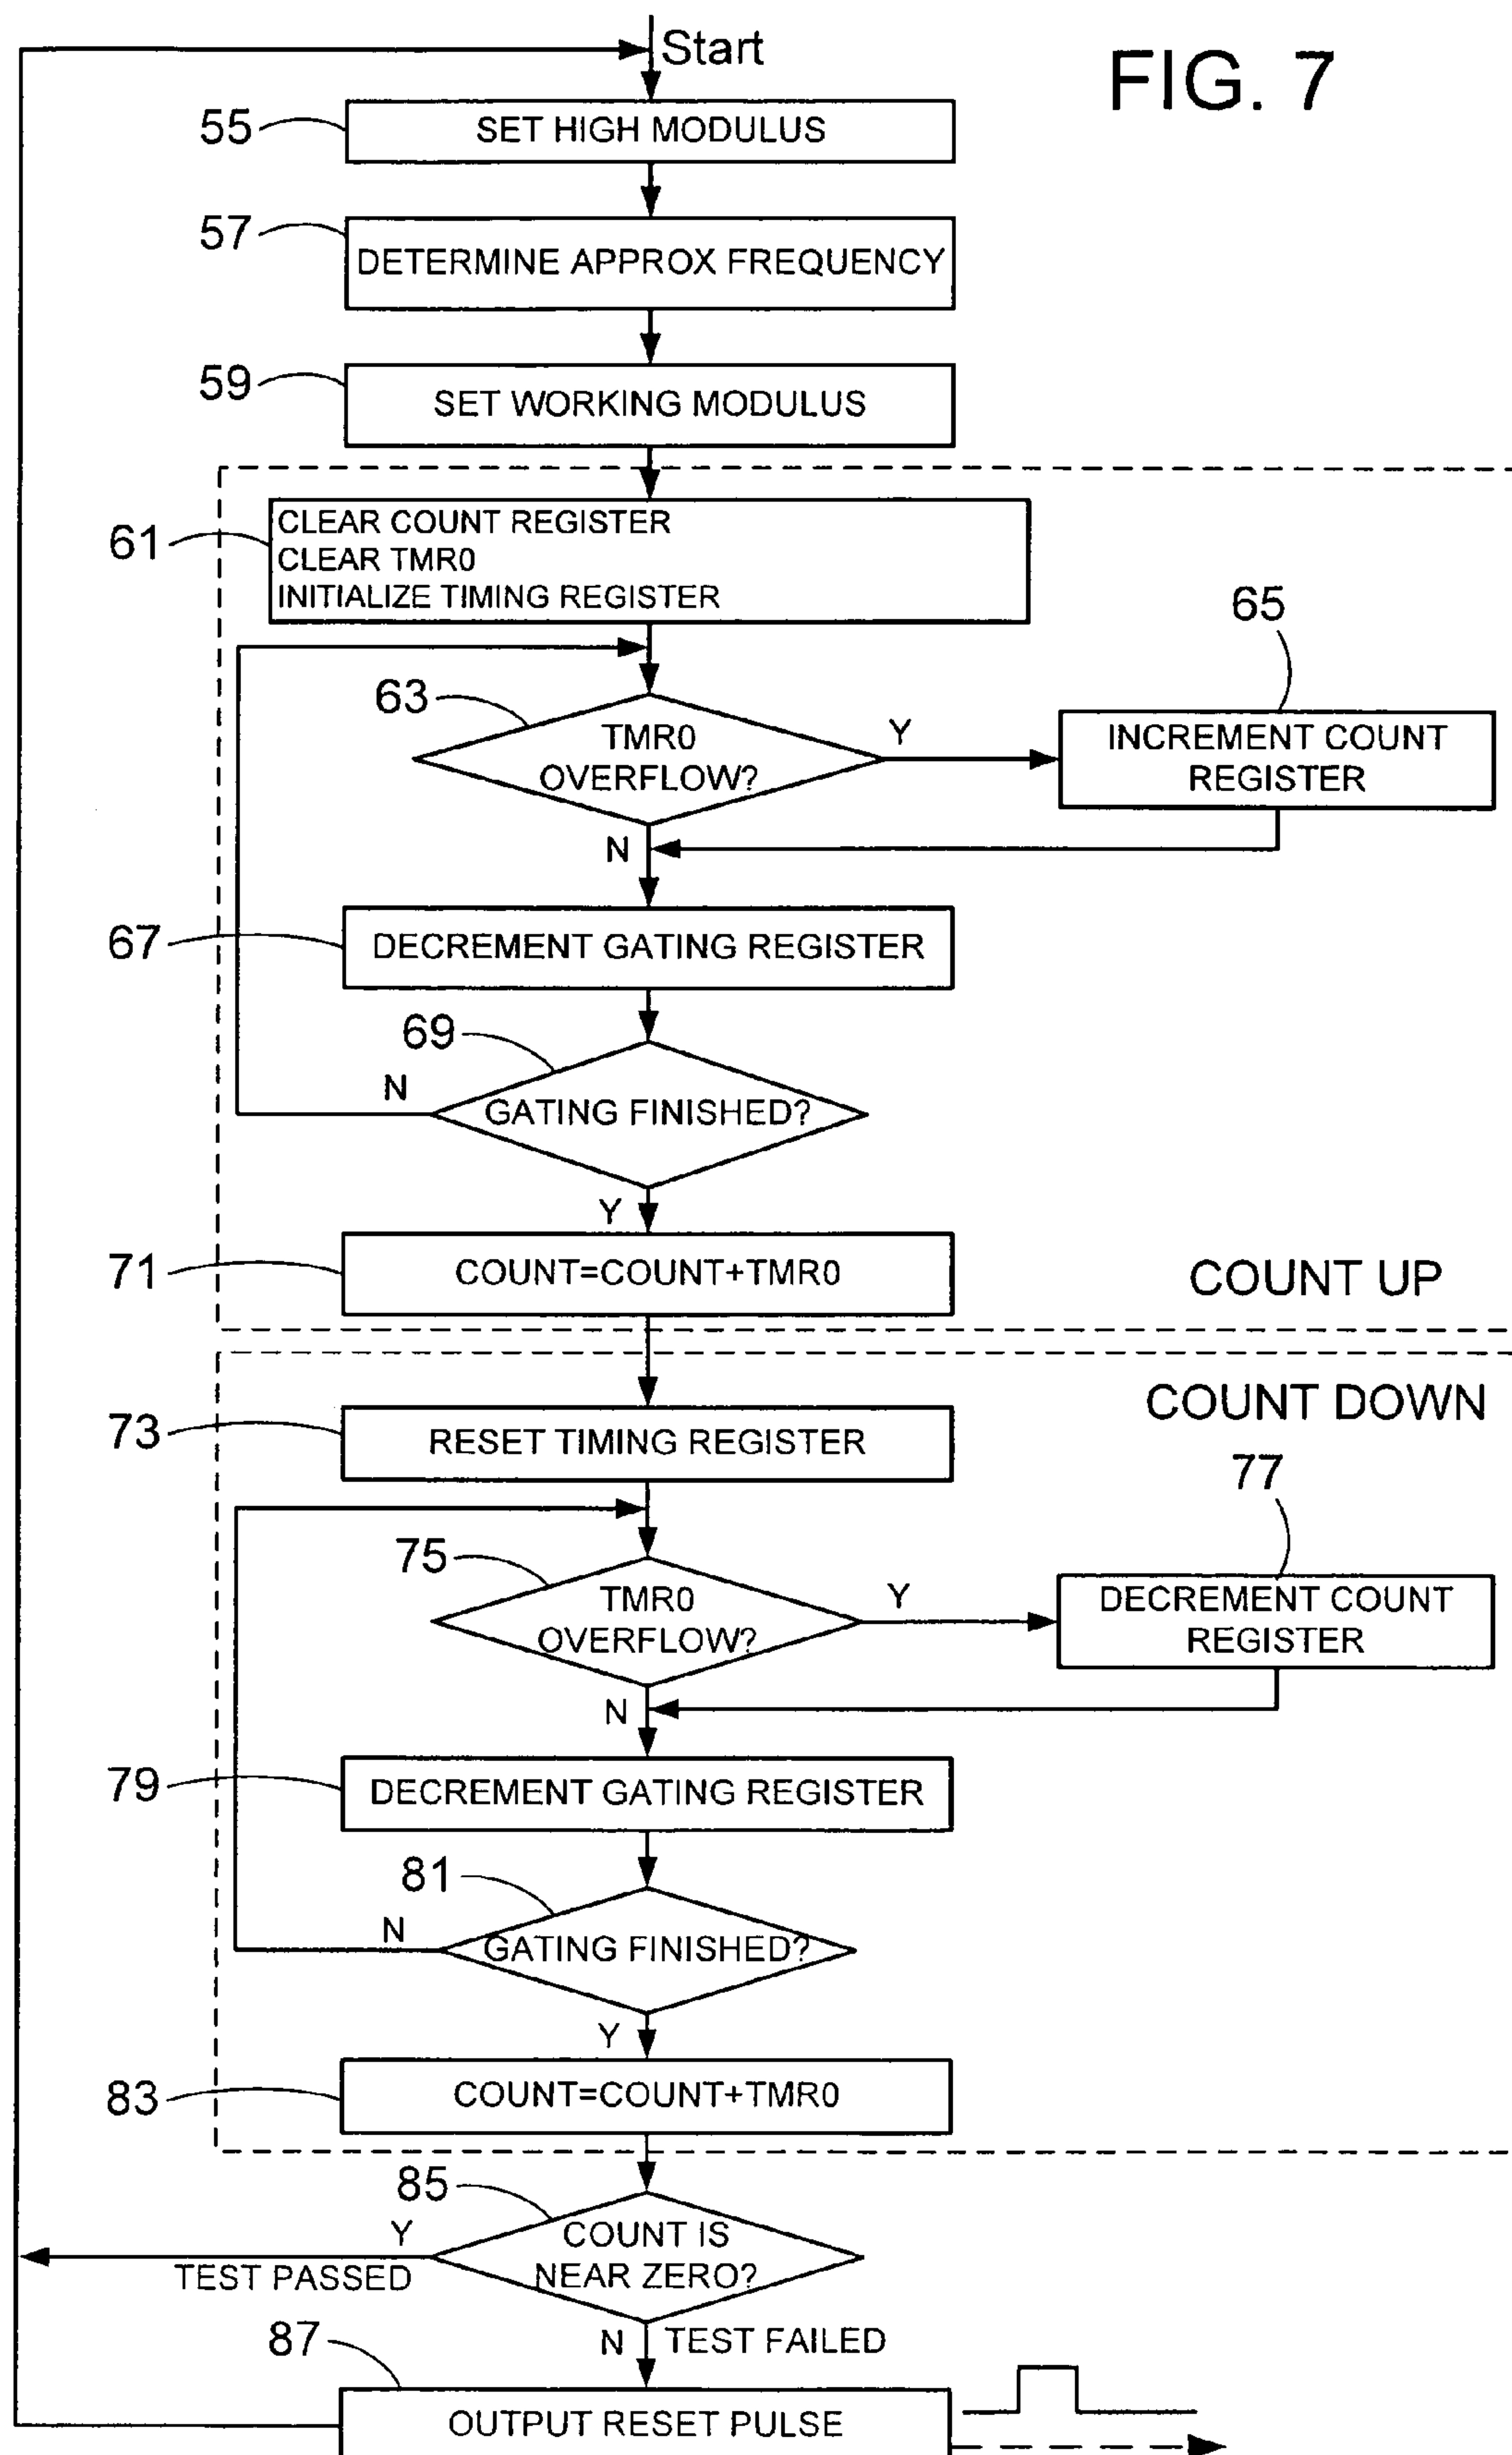 Start
FIG. 7
55
SET HIGH MODULUS
57
DETERMINE APPROX FREQUENCY
59
SET WORKING MODULUS
61
CLEAR COUNT REGISTER
CLEAR TMR0
INITIALIZE TIMING REGISTER
63
TMR0
OVERFLOW?
Y
65
INCREMENT COUNT
REGISTER
N
67
DECREMENT GATING REGISTER
69
N
GATING FINISHED?
Y
71
COUNT=COUNT+TMR0
COUNT UP
COUNT DOWN
73
RESET TIMING REGISTER
75
TMR0
OVERFLOW?
Y
77
DECREMENT COUNT
REGISTER
N
79
DECREMENT GATING REGISTER
81
N
GATING FINISHED?
Y
83
COUNT=COUNT+TMR0
85
Y
COUNT IS
NEAR ZERO?
TEST PASSED
N
TEST FAILED
87
OUTPUT RESET PULSE